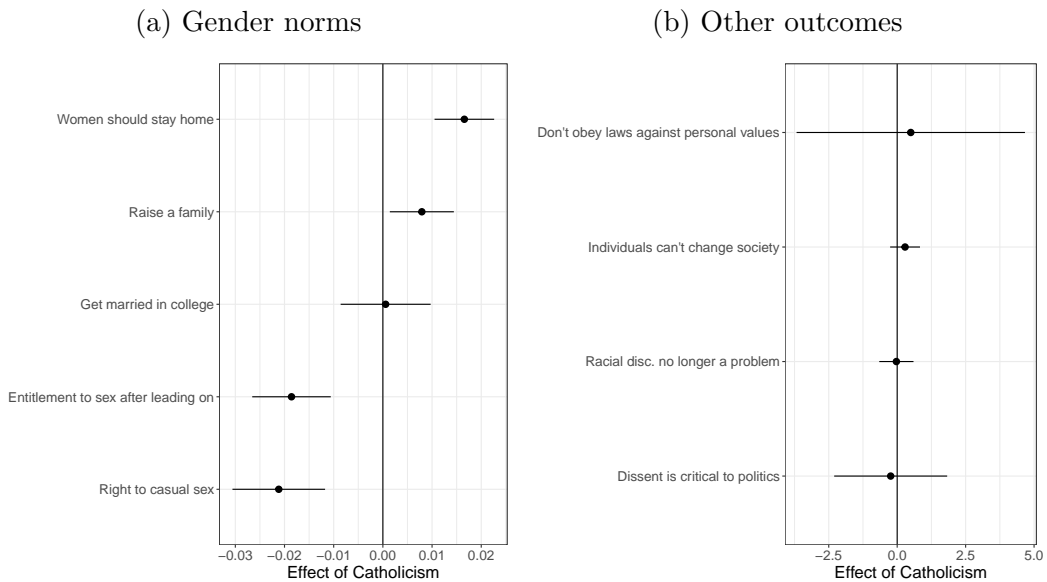 (a) Gender norms
Women should stay home
Raise a family
Get married in college
Entitlement to sex after leading on
Right to casual sex
−0.03 −0.02 −0.01 0.00 0.01 0.02
Effect of Catholicism
(b) Other outcomes
Don't obey laws against personal values
Individuals can't change society
Racial disc. no longer a problem
Dissent is critical to politics
−2.5 0.0 2.5 5.0
Effect of Catholicism